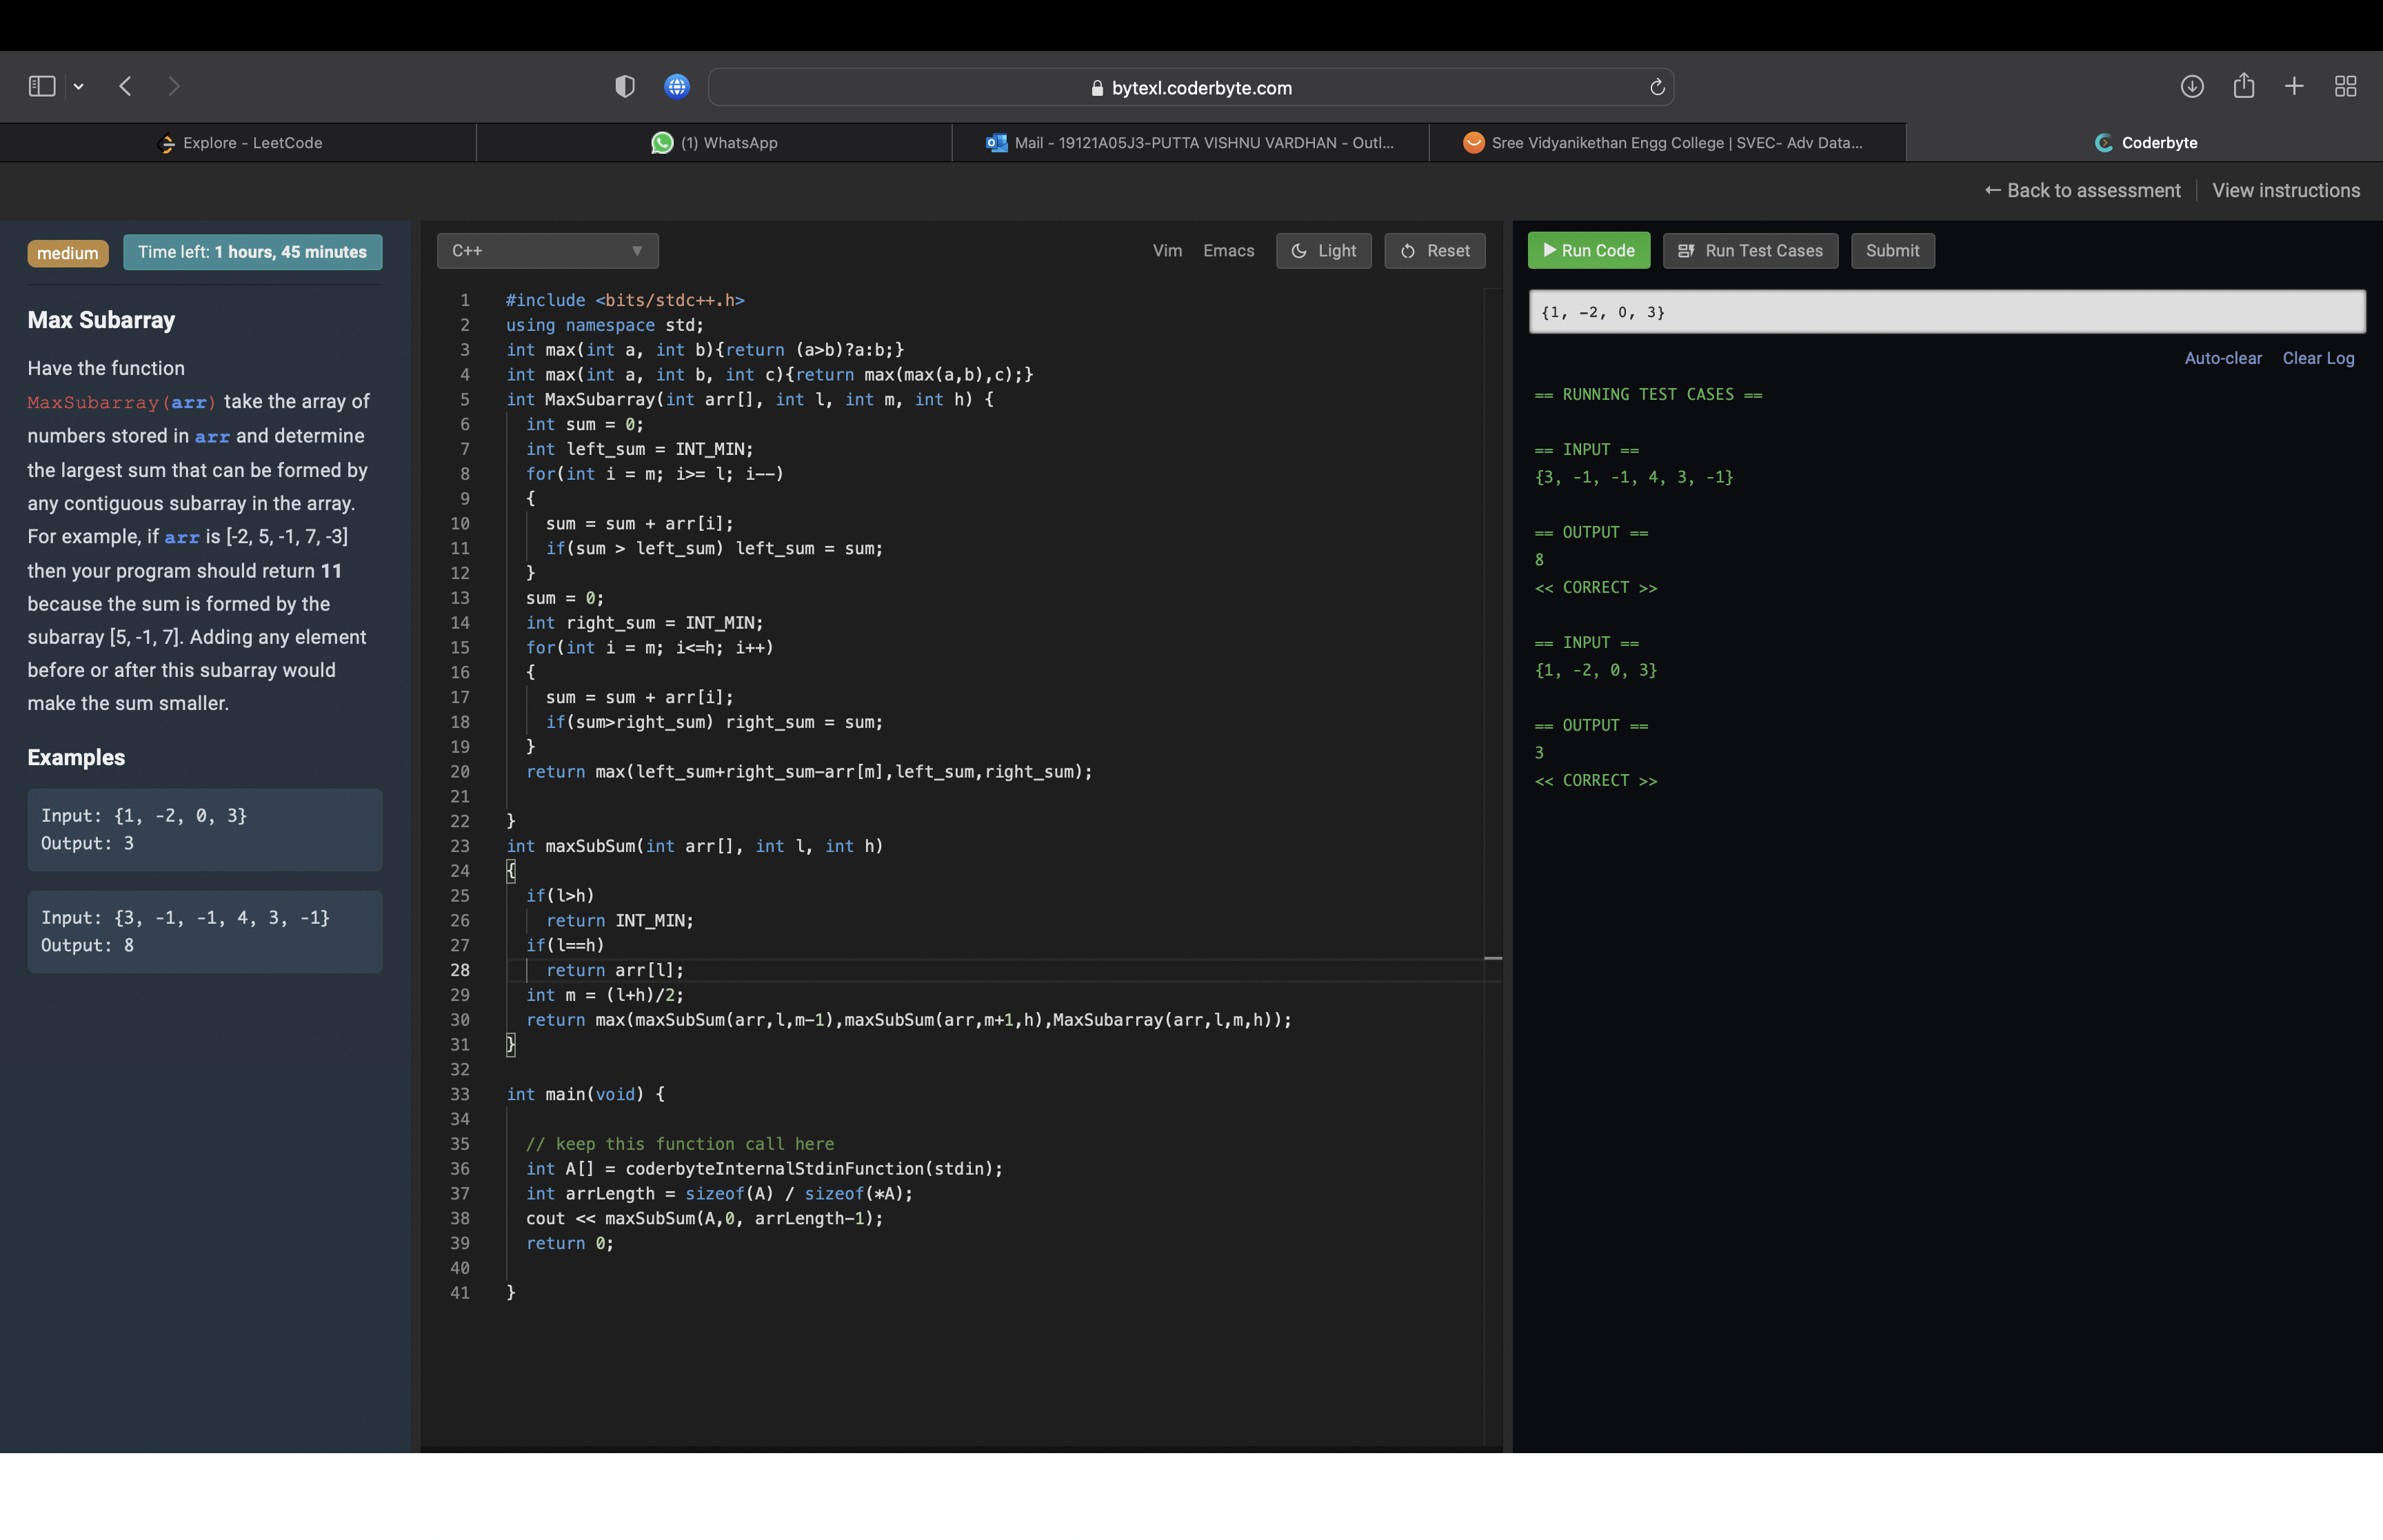 bytexl.coderbyte.com
Explore - LeetCode
(1) WhatsApp
Mail - 19121A05J3-PUTTA VISHNU VARDHAN - Outl...
Sree Vidyanikethan Engg College | SVEC- Adv Data...
Coderbyte
← Back to assessment
View instructions
medium
Time left: 1 hours, 45 minutes
Max Subarray
Have the function
MaxSubarray(arr) take the array of
numbers stored in arr and determine
the largest sum that can be formed by
any contiguous subarray in the array.
For example, if arr is [-2, 5, -1, 7, -3]
then your program should return 11
because the sum is formed by the
subarray [5, -1, 7]. Adding any element
before or after this subarray would
make the sum smaller.
Examples
Input: {1, -2, 0, 3}
Output: 3
Input: {3, -1, -1, 4, 3, -1}
Output: 8
C++
Vim
Emacs
Light
Reset
1 #include <bits/stdc++.h>
2 using namespace std;
3 int max(int a, int b){return (a>b)?a:b;}
4 int max(int a, int b, int c){return max(max(a,b),c);}
5 int MaxSubarray(int arr[], int l, int m, int h) {
6 int sum = 0;
7 int left_sum = INT_MIN;
8 for(int i = m; i>= l; i--)
9 {
10 sum = sum + arr[i];
11 if(sum > left_sum) left_sum = sum;
12 }
13 sum = 0;
14 int right_sum = INT_MIN;
15 for(int i = m; i<=h; i++)
16 {
17 sum = sum + arr[i];
18 if(sum>right_sum) right_sum = sum;
19 }
20 return max(left_sum+right_sum-arr[m],left_sum,right_sum);
21
22 }
23 int maxSubSum(int arr[], int l, int h)
24 {
25 if(l>h)
26 return INT_MIN;
27 if(l==h)
28 return arr[l];
29 int m = (l+h)/2;
30 return max(maxSubSum(arr,l,m-1),maxSubSum(arr,m+1,h),MaxSubarray(arr,l,m,h));
31 }
32
33 int main(void) {
34
35 // keep this function call here
36 int A[] = coderbyteInternalStdinFunction(stdin);
37 int arrLength = sizeof(A) / sizeof(*A);
38 cout << maxSubSum(A,0, arrLength-1);
39 return 0;
40
41 }
Run Code
Run Test Cases
Submit
{1, -2, 0, 3}
Auto-clear
Clear Log
== RUNNING TEST CASES ==
== INPUT ==
{3, -1, -1, 4, 3, -1}
== OUTPUT ==
8
<< CORRECT >>
== INPUT ==
{1, -2, 0, 3}
== OUTPUT ==
3
<< CORRECT >>